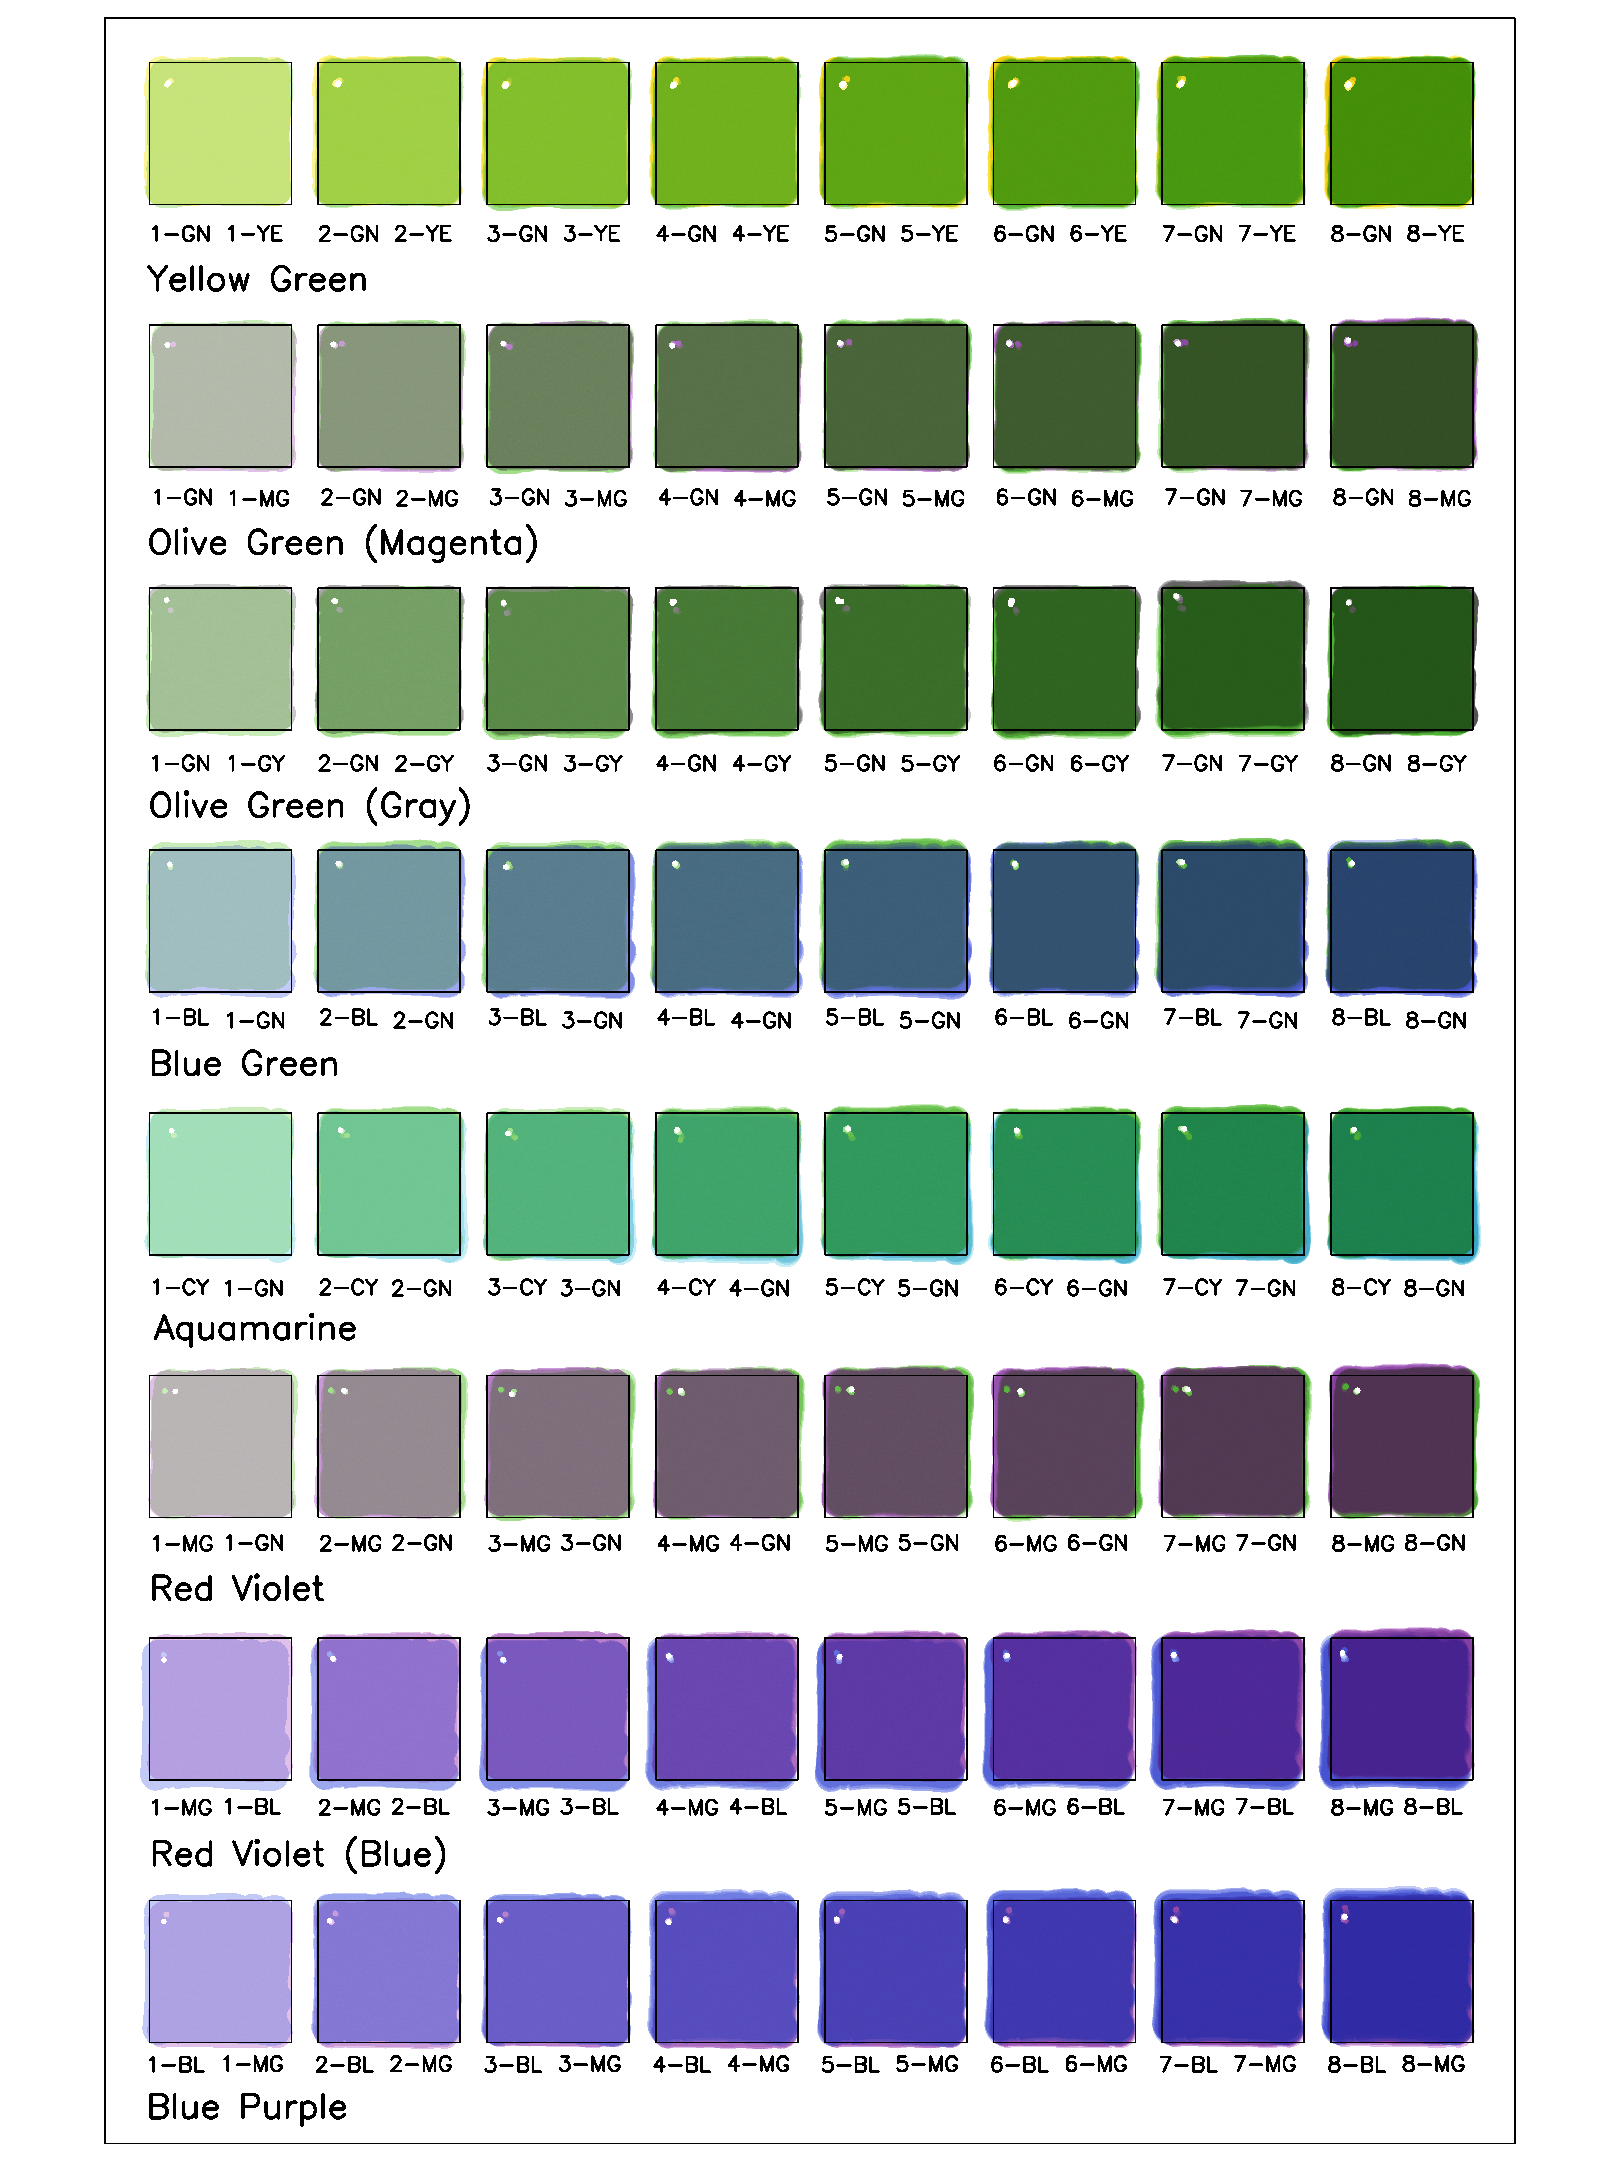 1-GN 1-YE 2-GN 2-YE 3-GN 3-YE 4-GN 4-YE 5-GN 5-YE 6-GN 6-YE 7-GN 7-YE 8-GN 8-YE
Yellow Green
1-GN 1-MG 2-GN 2-MG 3-GN 3-MG 4-GN 4-MG 5-GN 5-MG 6-GN 6-MG 7-GN 7-MG 8-GN 8-MG
Olive Green (Magenta)
1-GN 1-GY 2-GN 2-GY 3-GN 3-GY 4-GN 4-GY 5-GN 5-GY 6-GN 6-GY 7-GN 7-GY 8-GN 8-GY
Olive Green (Gray)
1-BL 1-GN 2-BL 2-GN 3-BL 3-GN 4-BL 4-GN 5-BL 5-GN 6-BL 6-GN 7-BL 7-GN 8-BL 8-GN
Blue Green
1-CY 1-GN 2-CY 2-GN 3-CY 3-GN 4-CY 4-GN 5-CY 5-GN 6-CY 6-GN 7-CY 7-GN 8-CY 8-GN
Aquamarine
1-MG 1-GN 2-MG 2-GN 3-MG 3-GN 4-MG 4-GN 5-MG 5-GN 6-MG 6-GN 7-MG 7-GN 8-MG 8-GN
Red Violet
1-MG 1-BL 2-MG 2-BL 3-MG 3-BL 4-MG 4-BL 5-MG 5-BL 6-MG 6-BL 7-MG 7-BL 8-MG 8-BL
Red Violet (Blue)
1-BL 1-MG 2-BL 2-MG 3-BL 3-MG 4-BL 4-MG 5-BL 5-MG 6-BL 6-MG 7-BL 7-MG 8-BL 8-MG
Blue Purple